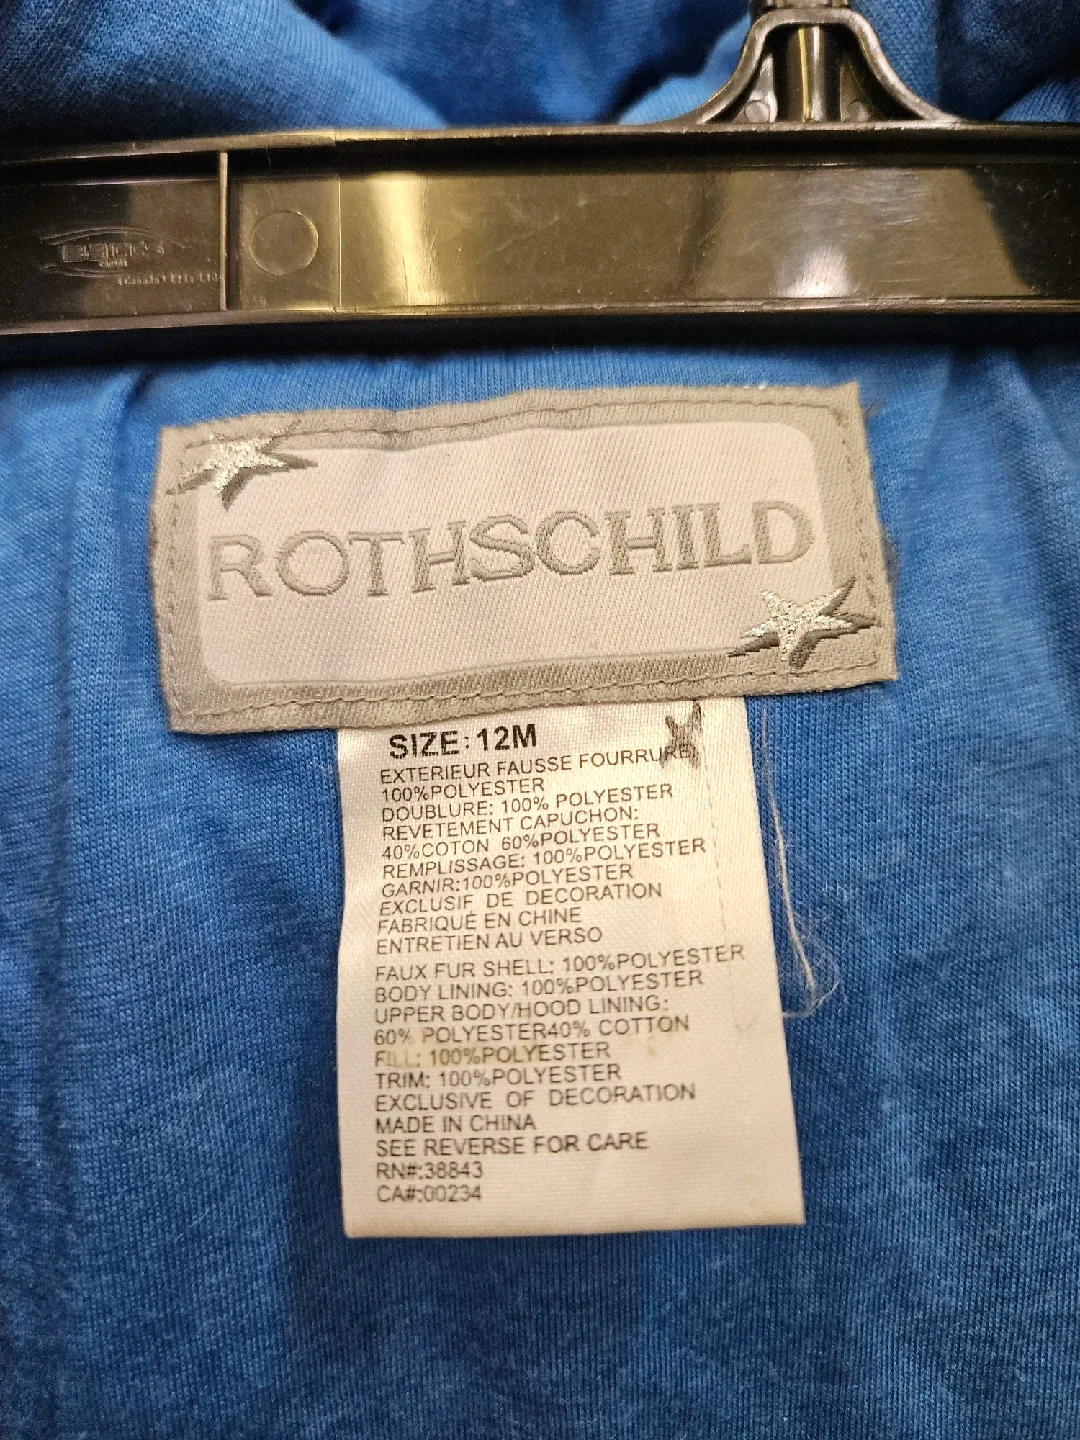 ROTHSCHILD
SIZE: 12M
EXTERIEUR FAUSSE FOURRURE
100%POLYESTER
DOUBLURE: 100% POLYESTER
REVETEMENT CAPUCHON:
40%COTON 60%POLYESTER
REMPLISSAGE: 100%POLYESTER
GARNIR:100%POLYESTER
EXCLUSIF DE DECORATION
FABRIQUE EN CHINE
ENTRETIEN AU VERSO
FAUX FUR SHELL: 100%POLYESTER
BODY LINING: 100%POLYESTER
UPPER BODY/HOOD LINING:
60% POLYESTER40% COTTON
FILL: 100%POLYESTER
TRIM: 100%POLYESTER
EXCLUSIVE OF DECORATION
MADE IN CHINA
SEE REVERSE FOR CARE
RN#:38843
CA#:00234